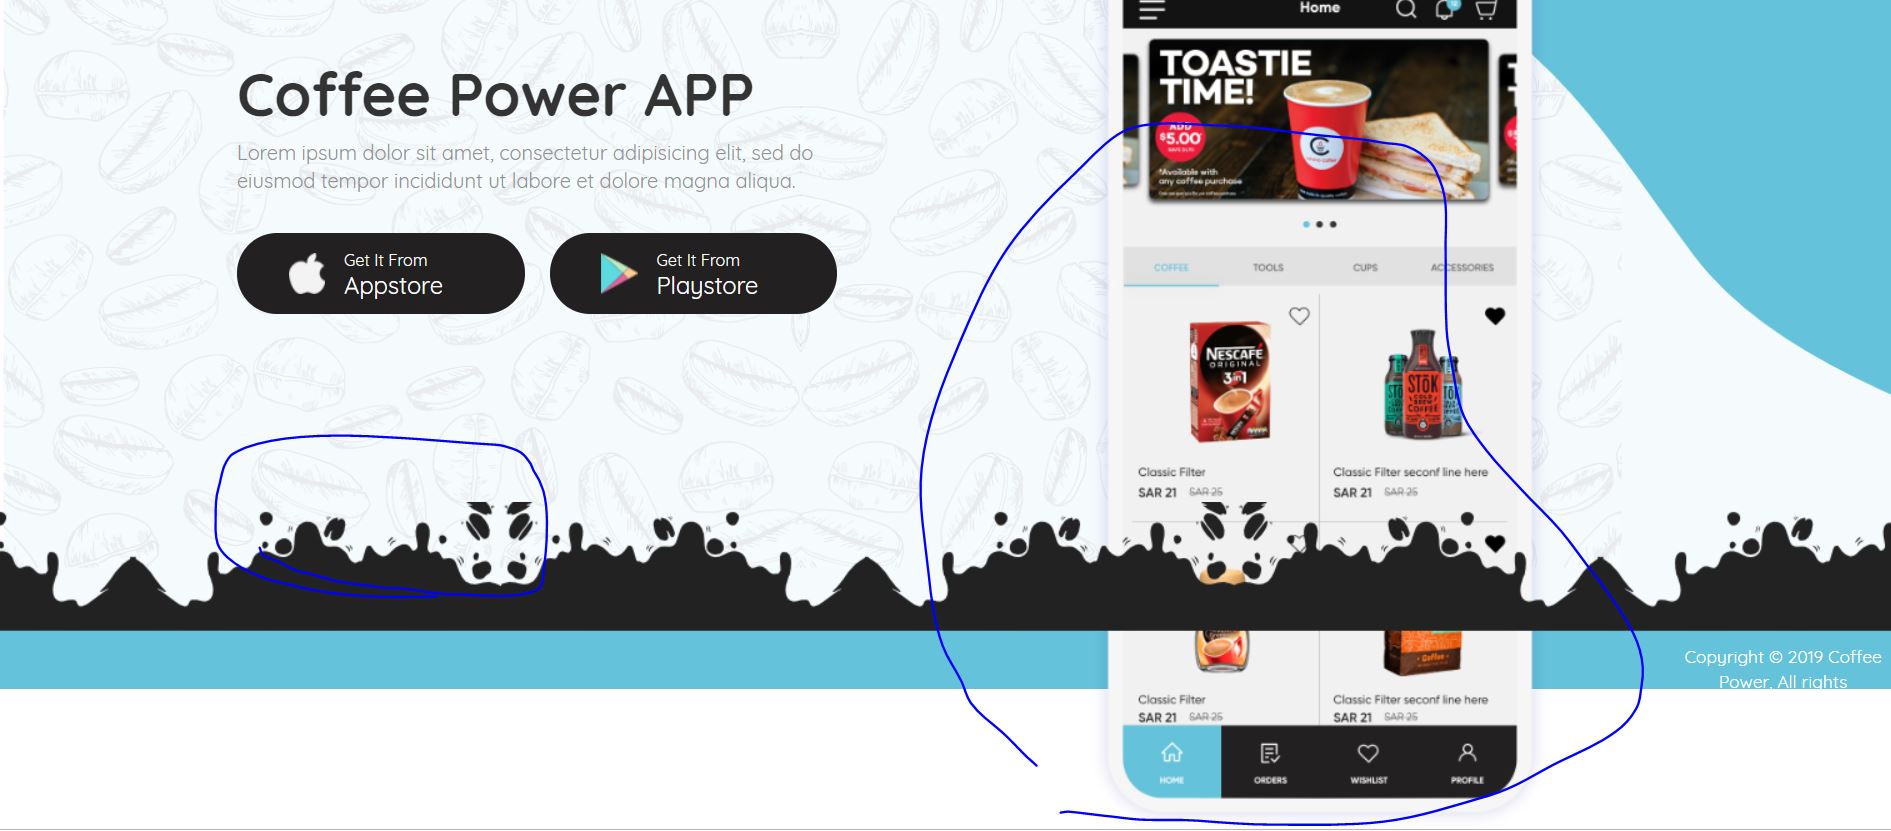 Home
TOASTIE
TIME!
ADD
$5.00
*Available with
any coffee purchase
Coffee Power APP
Lorem ipsum dolor sit amet, consectetur adipisicing elit, sed do
eiusmod tempor incididunt ut labore et dolore magna aliqua.
Get It From
Appstore
Get It From
Playstore
COFFEE TOOLS CUPS ACCESSORIES
NESCAFÉ
ORIGINAL
3in1
STōK
COLD
BREW
COFFEE
Classic Filter
SAR 21 SAR 25
Classic Filter seconf line here
SAR 21 SAR 25
Coffee
Classic Filter
SAR 21 SAR 25
Classic Filter seconf line here
SAR 21 SAR 25
HOME ORDERS WISHLIST PROFILE
Copyright © 2019 Coffee
Power. All rights